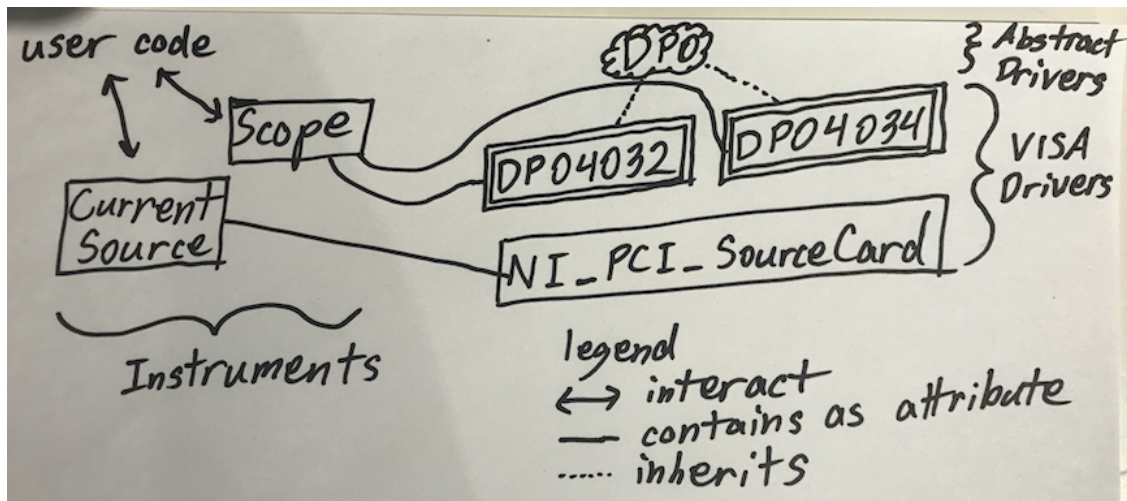 user code
DPO
Abstract
Drivers
Scope
DPO4032
DPO4034
VISA
Drivers
Current
Source
NI_PCI_SourceCard
Instruments
legend
interact
contains as attribute
inherits